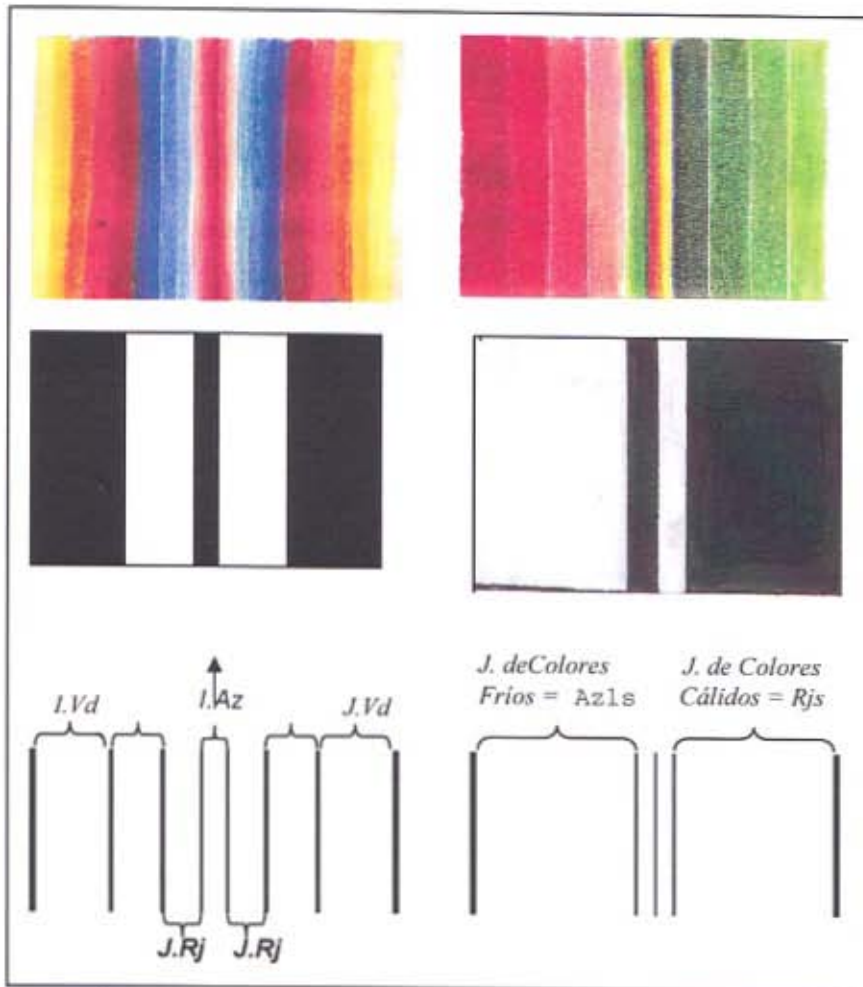 I.Vd
I.Az
J.Vd
J.Rj
J.Rj
J. deColores
Fríos = Azls
J. de Colores
Cálidos = Rjs